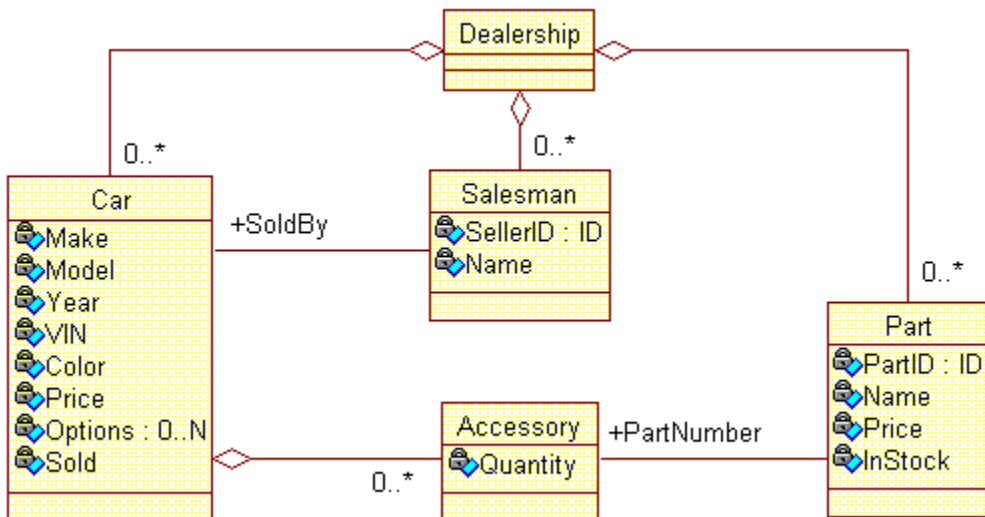 Dealership
0..*
0..*
Car
Make
Model
Year
VIN
Color
Price
Options : 0..N
Sold
+SoldBy
Salesman
SellerID : ID
Name
0..*
Part
PartID : ID
Name
Price
InStock
Accessory
Quantity
+PartNumber
0..*